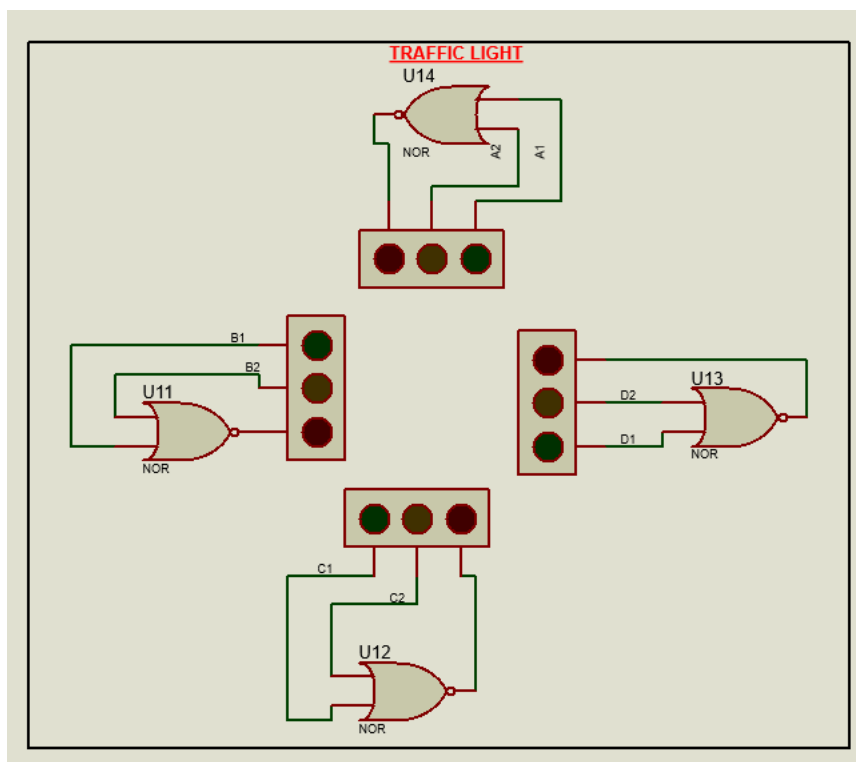 TRAFFIC LIGHT
U14
NOR
A2
A1
B1
B2
U11
NOR
U13
D2
D1
NOR
C1
C2
U12
NOR